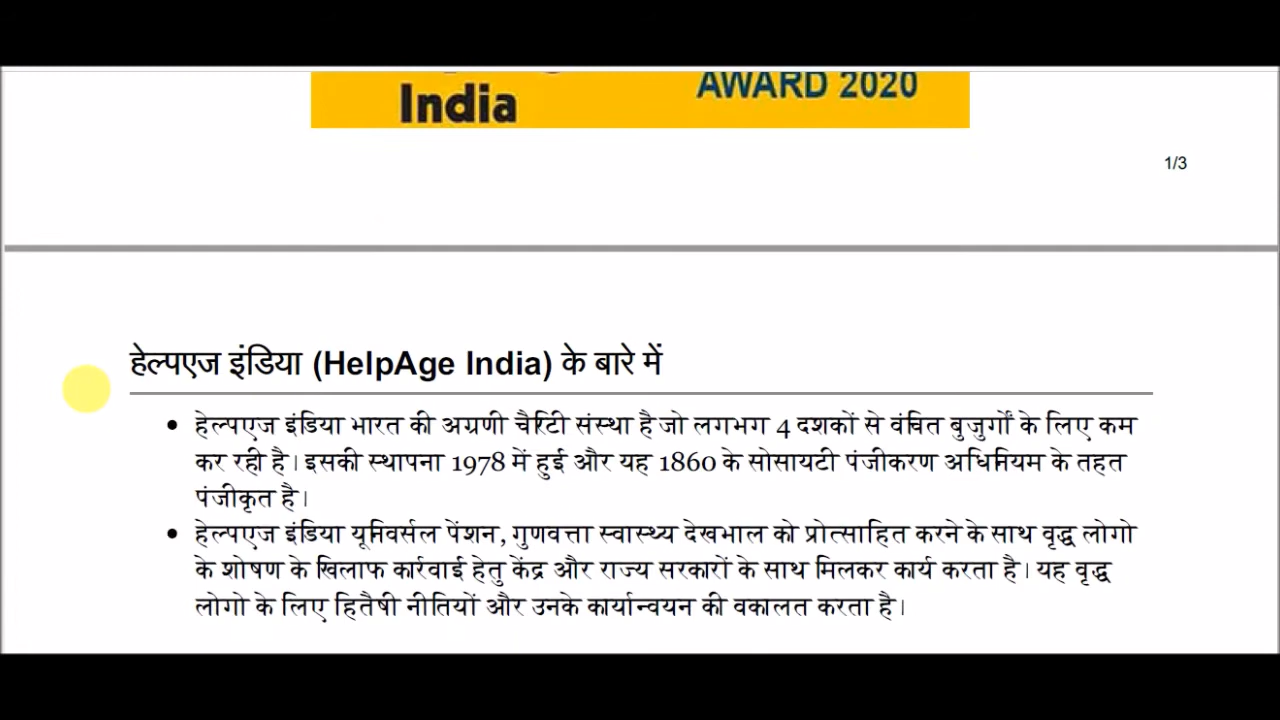 India
AWARD 2020
1/3
हेल्पएज इंडिया (HelpAge India) के बारे में
• हेल्पएज इंडिया भारत की अग्रणी चैरिटी संस्था है जो लगभग 4 दशकों से वंचित बुजुर्गों के लिए कम
कर रही है। इसकी स्थापना 1978 में हुई और यह 1860 के सोसायटी पंजीकरण अधिनियम के तहत
पंजीकृत है।
• हेल्पएज इंडिया यूनिवर्सल पेंशन, गुणवत्ता स्वास्थ्य देखभाल को प्रोत्साहित करने के साथ वृद्ध लोगो
के शोषण के खिलाफ कार्रवाई हेतु केंद्र और राज्य सरकारों के साथ मिलकर कार्य करता है। यह वृद्ध
लोगो के लिए हितैषी नीतियों और उनके कार्यान्वयन की वकालत करता है।